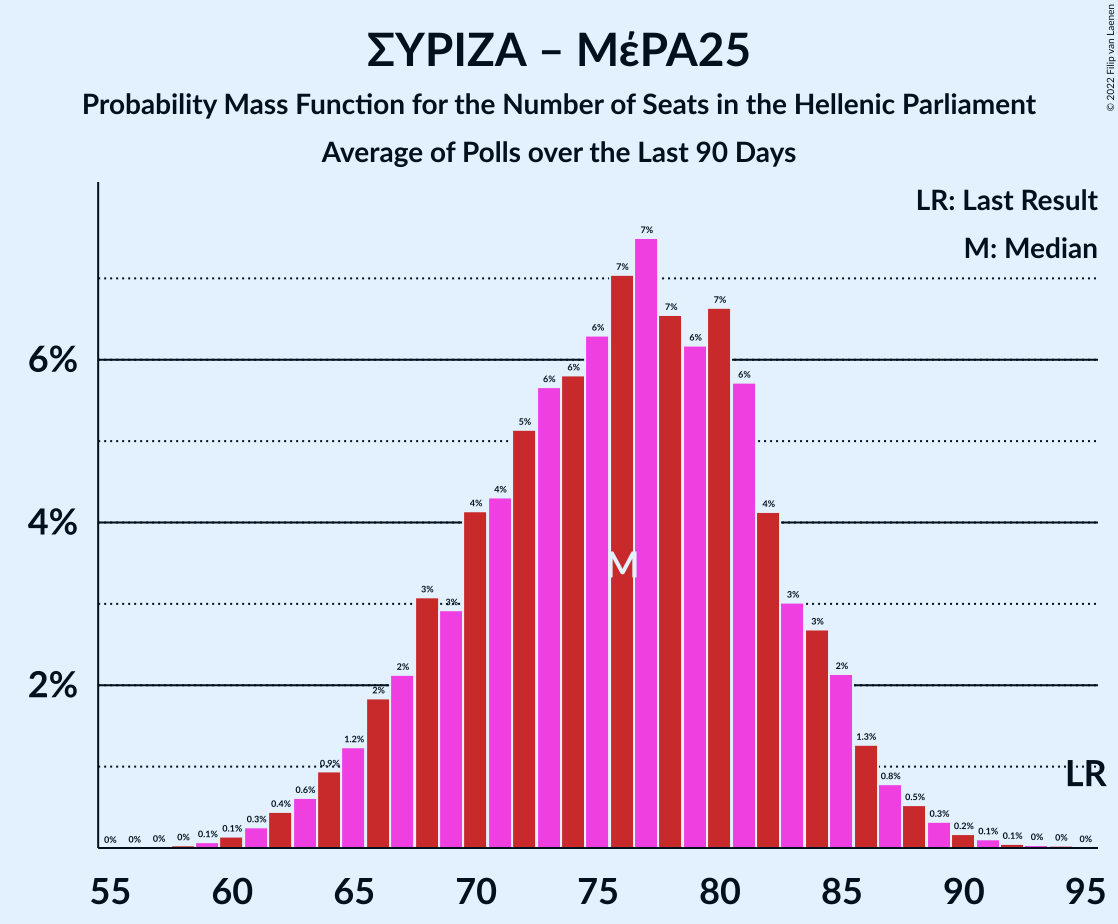 ΣΥΡΙΖΑ – ΜέΡΑ25
Probability Mass Function for the Number of Seats in the Hellenic Parliament
Average of Polls over the Last 90 Days
© 2022 Filip van Laenen
LR: Last Result
M: Median
6%
4%
2%
0% 0% 0% 0% 0.1% 0.1% 0.3% 0.4% 0.6% 0.9% 1.2% 2% 2% 3% 3% 4% 4% 5% 6% 6% 6% 7% 7% 7% 6% 7% 6% 4% 3% 3% 2% 1.3% 0.8% 0.5% 0.3% 0.2% 0.1% 0.1% 0% 0% 0%
M
LR
55 60 65 70 75 80 85 90 95